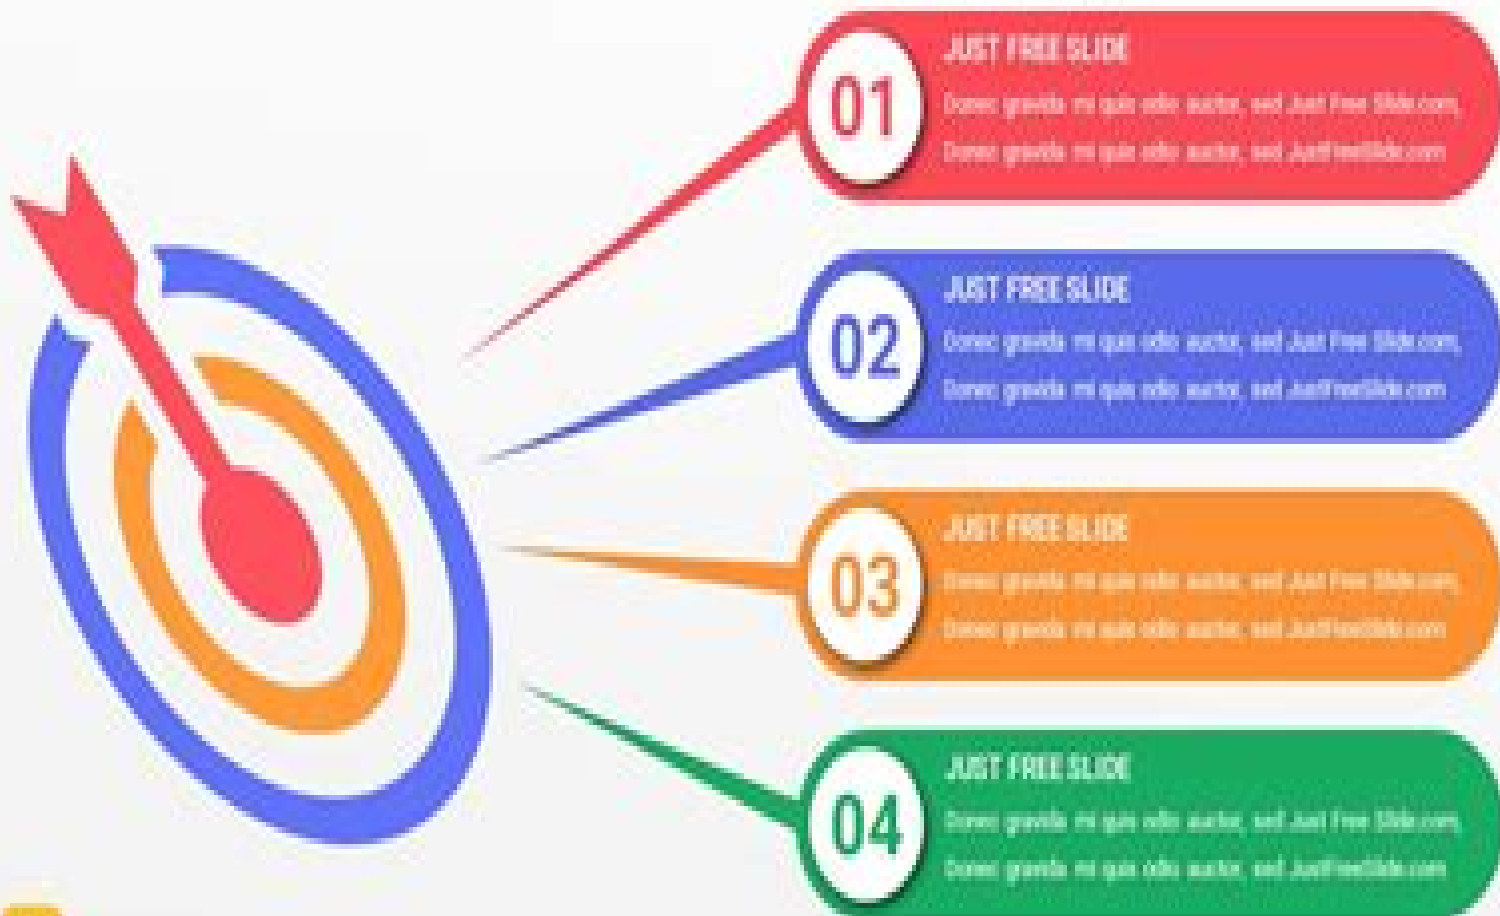 01
JUST FREE SLIDE
Donec gravida mi quis odio auctor, sed Just Free Slide.com,
Donec gravida mi quis odio auctor, sed JustFreeSlide.com
02
JUST FREE SLIDE
Donec gravida mi quis odio auctor, sed Just Free Slide.com,
Donec gravida mi quis odio auctor, sed JustFreeSlide.com
03
JUST FREE SLIDE
Donec gravida mi quis odio auctor, sed Just Free Slide.com,
Donec gravida mi quis odio auctor, sed JustFreeSlide.com
04
JUST FREE SLIDE
Donec gravida mi quis odio auctor, sed Just Free Slide.com,
Donec gravida mi quis odio auctor, sed JustFreeSlide.com